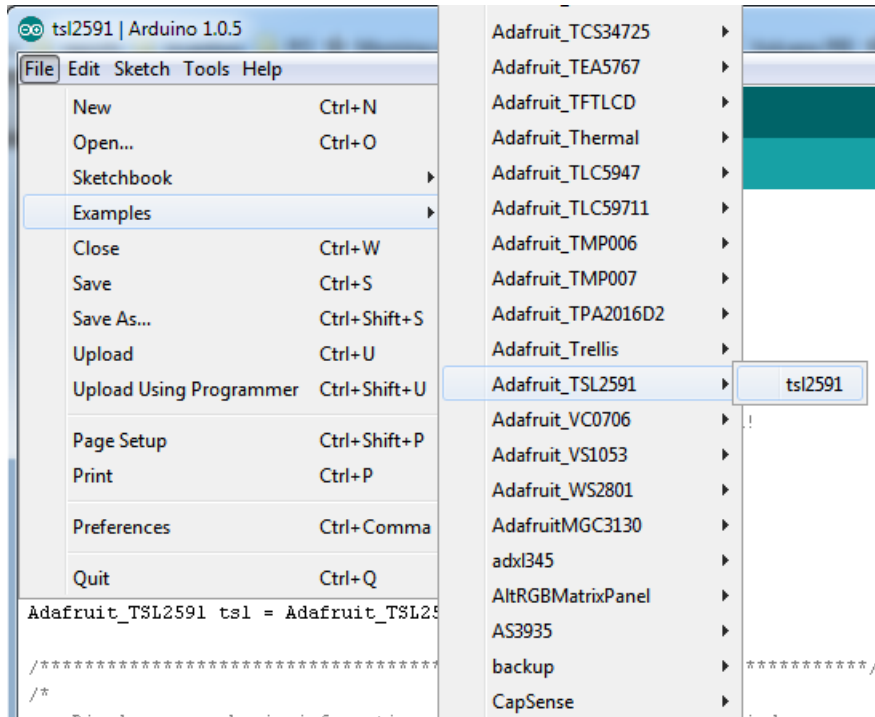 tsl2591 | Arduino 1.0.5
File Edit Sketch Tools Help
New Ctrl+N
Open... Ctrl+O
Sketchbook
Examples
Close Ctrl+W
Save Ctrl+S
Save As... Ctrl+Shift+S
Upload Ctrl+U
Upload Using Programmer Ctrl+Shift+U
Page Setup Ctrl+Shift+P
Print Ctrl+P
Preferences Ctrl+Comma
Quit Ctrl+Q
Adafruit_TCS34725
Adafruit_TEA5767
Adafruit_TFTLCD
Adafruit_Thermal
Adafruit_TLC5947
Adafruit_TLC59711
Adafruit_TMP006
Adafruit_TMP007
Adafruit_TPA2016D2
Adafruit_Trellis
Adafruit_TSL2591
Adafruit_VC0706
Adafruit_VS1053
Adafruit_WS2801
AdafruitMGC3130
adxl345
AltRGBMatrixPanel
AS3935
backup
CapSense
tsl2591
Adafruit_TSL2591 tsl = Adafruit_TSL25
/************************************* ***********/
/*